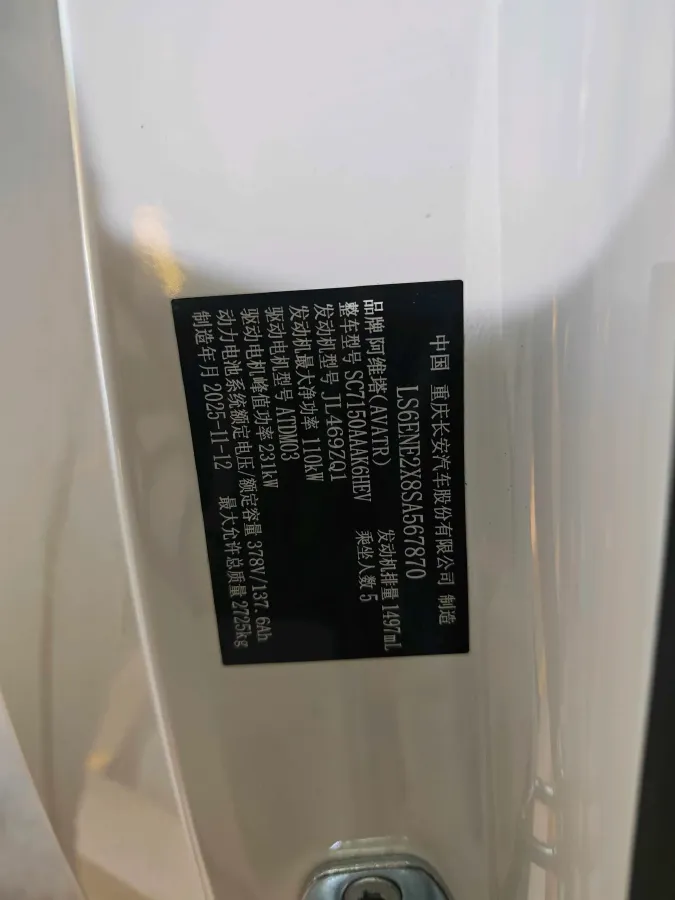 中国 重庆长安汽车股份有限公司 制造
LS6ENE2X8SA567870
品牌 阿维塔(AVATR) 发动机排量 1497mL
整车型号 SC7150AAAK6HEV 乘坐人数 5
发动机型号 JL469ZQ1
发动机最大净功率 110kW
驱动电机型号 ATDM03
驱动电机峰值功率 231kW
动力电池系统额定电压/额定容量 378V/137.6Ah
制造年月 2025-11-12 最大允许总质量 2725kg